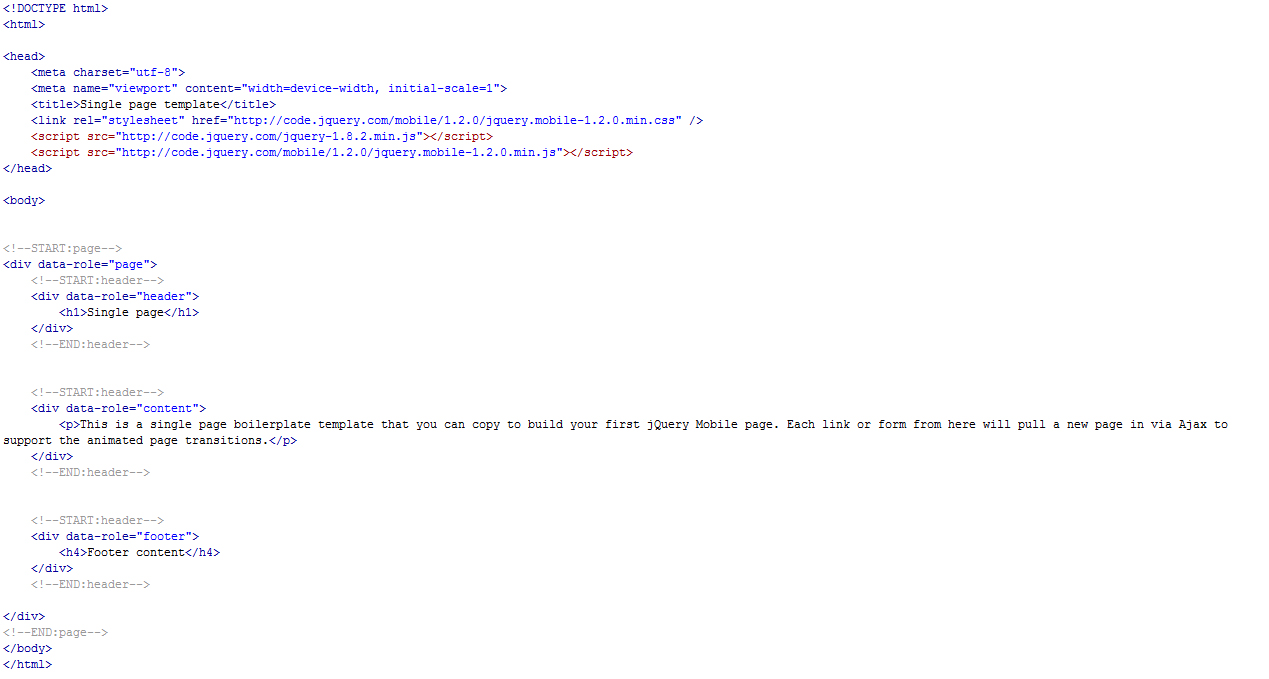 <!DOCTYPE html>
<html>
<head>
<meta charset="utf-8">
<meta name="viewport" content="width=device-width, initial-scale=1">
<title>Single page template</title>
<link rel="stylesheet" href="http://code.jquery.com/mobile/1.2.0/jquery.mobile-1.2.0.min.css" />
<script src="http://code.jquery.com/jquery-1.8.2.min.js"></script>
<script src="http://code.jquery.com/mobile/1.2.0/jquery.mobile-1.2.0.min.js"></script>
</head>
<body>
<!--START:page-->
<div data-role="page">
<!--START:header-->
<div data-role="header">
<h1>Single page</h1>
</div>
<!--END:header-->
<!--START:header-->
<div data-role="content">
<p>This is a single page boilerplate template that you can copy to build your first jQuery Mobile page. Each link or form from here will pull a new page in via Ajax to
support the animated page transitions.</p>
</div>
<!--END:header-->
<!--START:header-->
<div data-role="footer">
<h4>Footer content</h4>
</div>
<!--END:header-->
</div>
<!--END:page-->
</body>
</html>